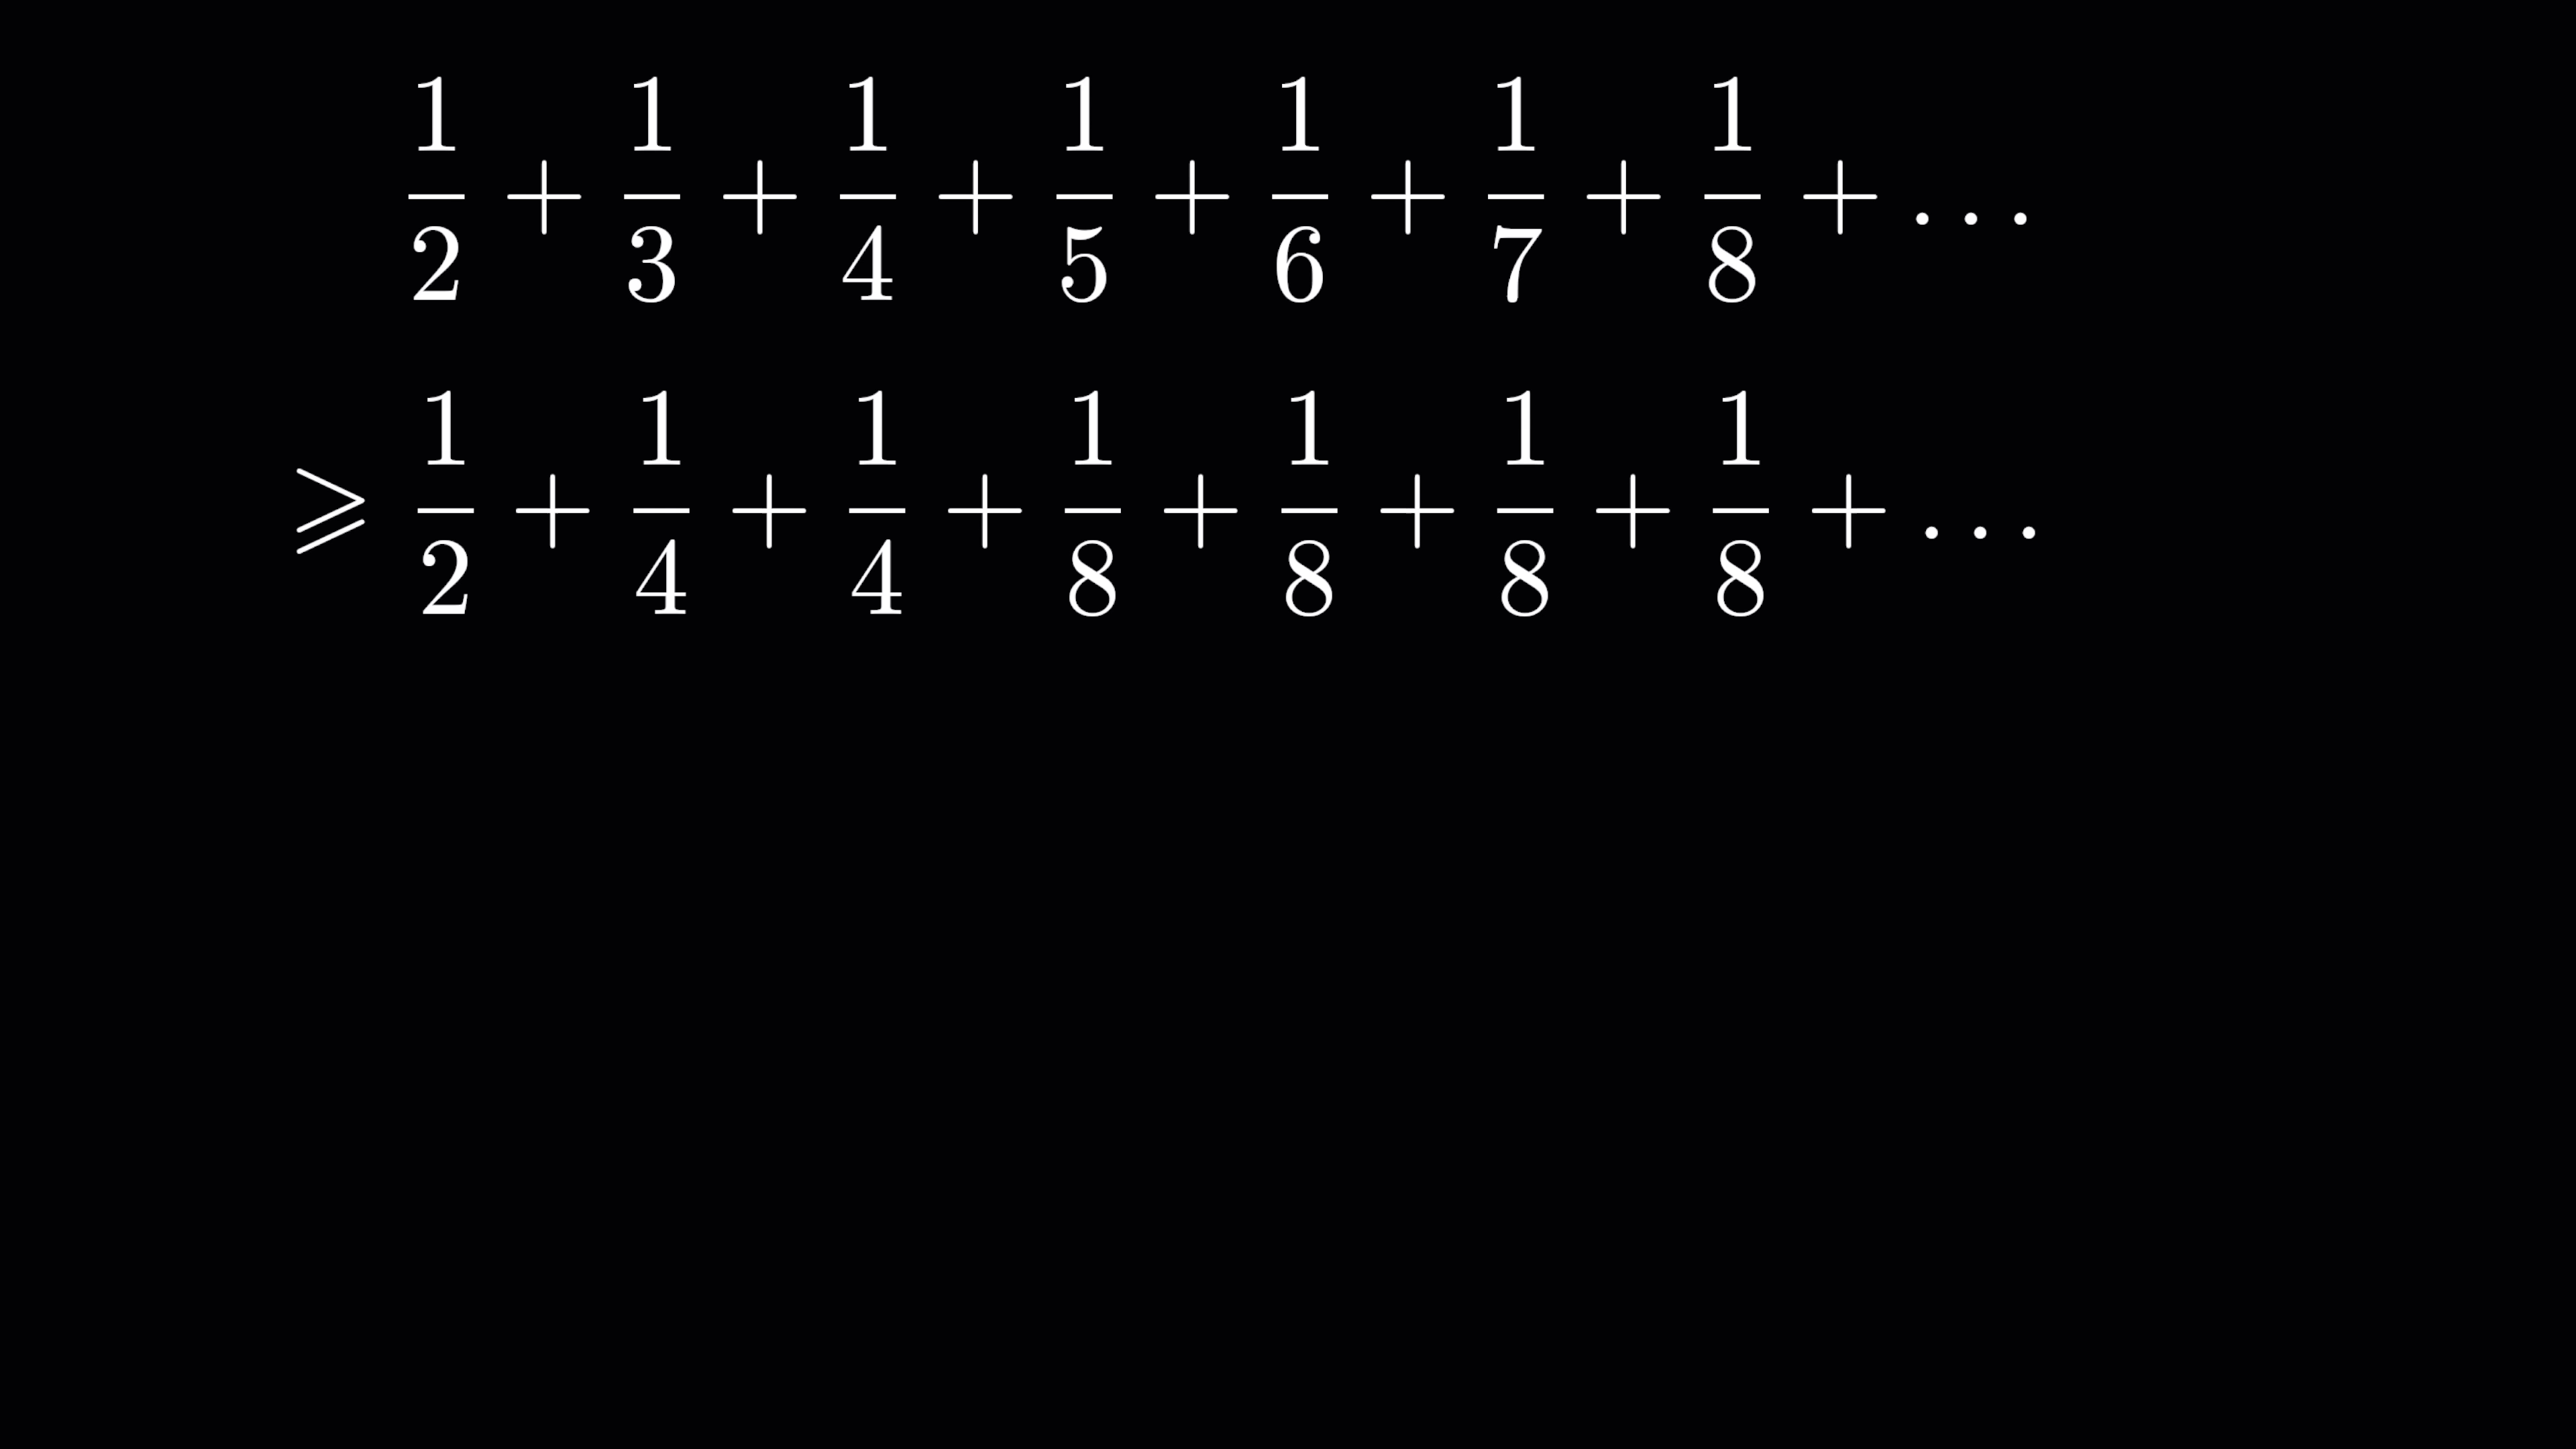 1/2 + 1/3 + 1/4 + 1/5 + 1/6 + 1/7 + 1/8 + ...
⩾ 1/2 + 1/4 + 1/4 + 1/8 + 1/8 + 1/8 + 1/8 + ...